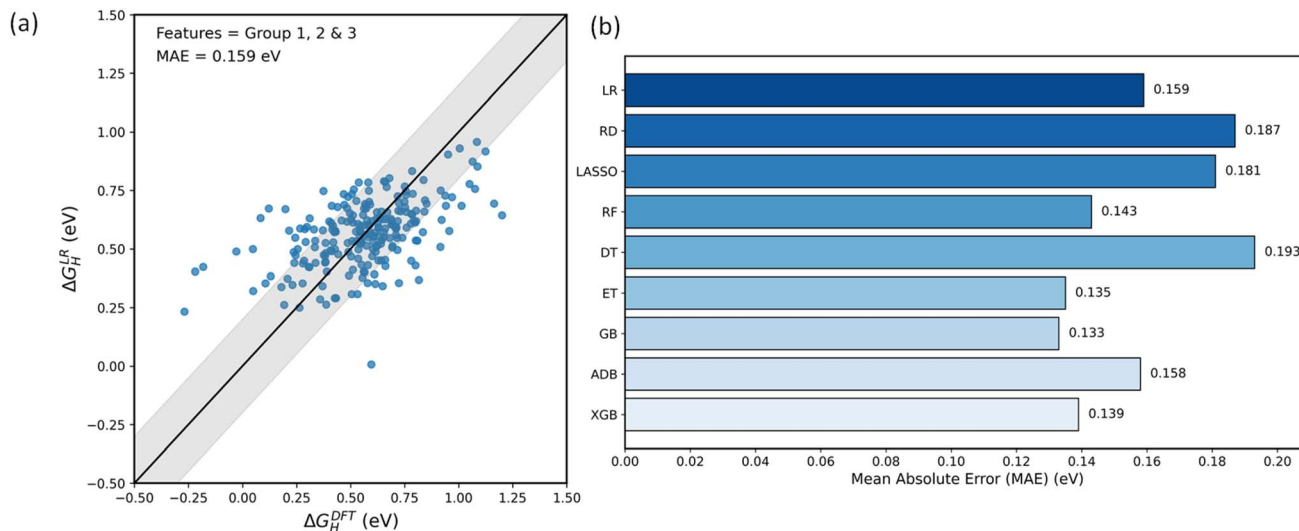 (a)
Features = Group 1, 2 & 3
MAE = 0.159 eV
1.50
1.25
1.00
0.75
0.50
0.25
0.00
−0.25
−0.50
ΔG_H^{LR} (eV)
−0.50 −0.25 0.00 0.25 0.50 0.75 1.00 1.25 1.50
ΔG_H^{DFT} (eV)
(b)
LR 0.159
RD 0.187
LASSO 0.181
RF 0.143
DT 0.193
ET 0.135
GB 0.133
ADB 0.158
XGB 0.139
0.00 0.02 0.04 0.06 0.08 0.10 0.12 0.14 0.16 0.18 0.20
Mean Absolute Error (MAE) (eV)